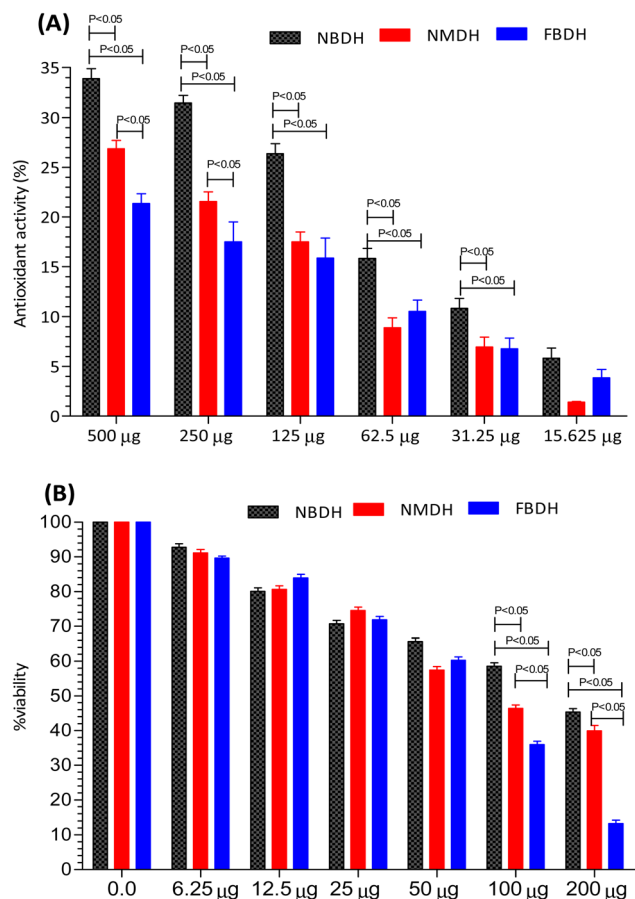 (A)
NBDH NMDH FBDH
Antioxidant activity (%)
35
30
25
20
15
10
5
0
P<0.05
P<0.05
P<0.05
P<0.05
P<0.05
P<0.05
P<0.05
P<0.05
P<0.05
P<0.05
P<0.05
P<0.05
500 µg 250 µg 125 µg 62.5 µg 31.25 µg 15.625 µg
(B)
NBDH NMDH FBDH
%viability
100
90
80
70
60
50
40
30
20
10
0
P<0.05
P<0.05
P<0.05
P<0.05
P<0.05
P<0.05
0.0 6.25 µg 12.5 µg 25 µg 50 µg 100 µg 200 µg